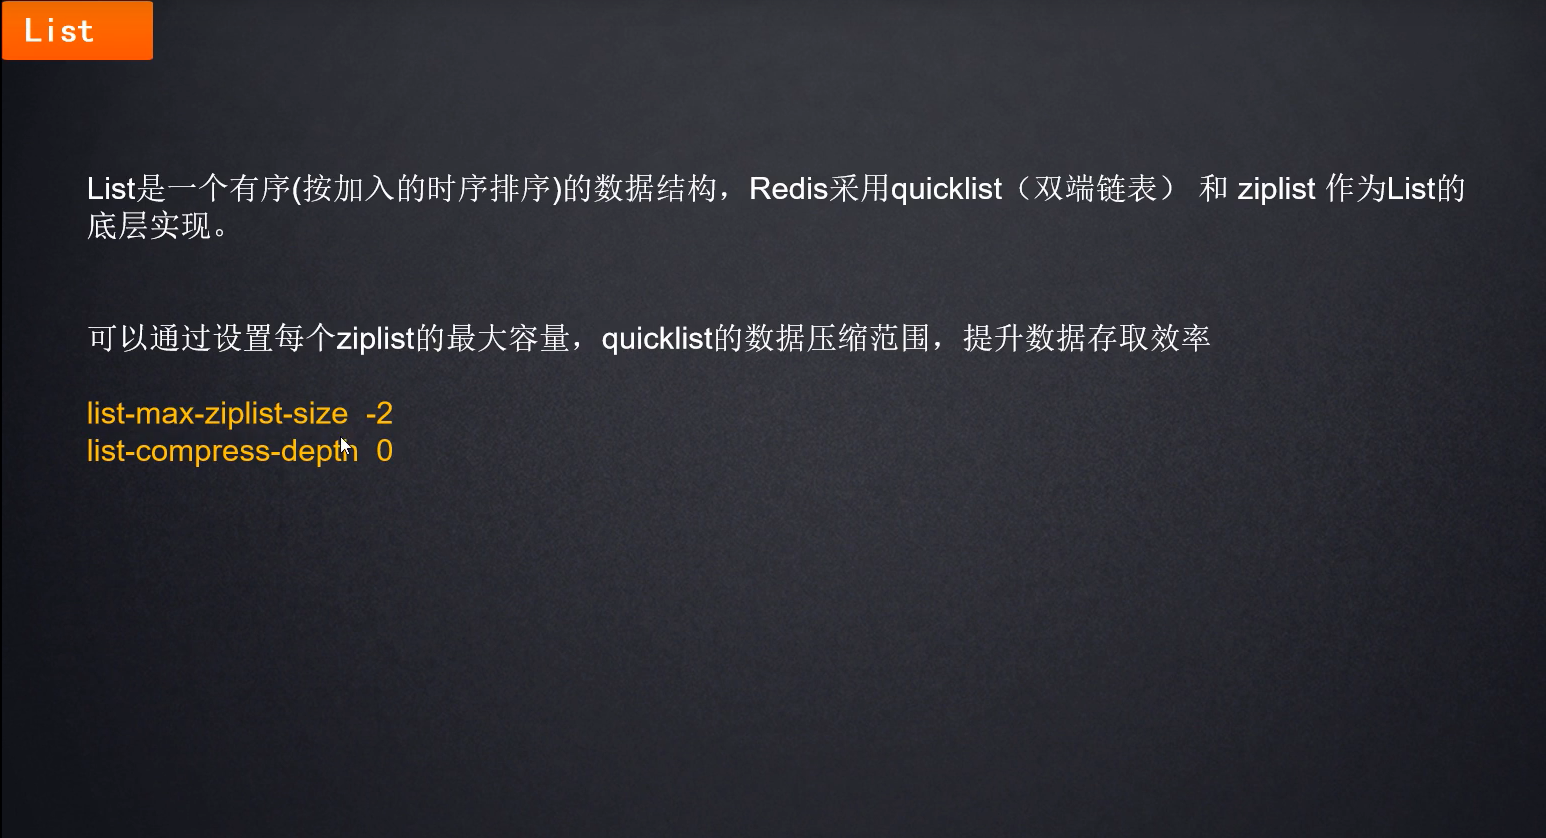 List
List是一个有序(按加入的时序排序)的数据结构，Redis采用quicklist（双端链表） 和 ziplist 作为List的
底层实现。
可以通过设置每个ziplist的最大容量，quicklist的数据压缩范围，提升数据存取效率
list-max-ziplist-size  -2
list-compress-depth  0